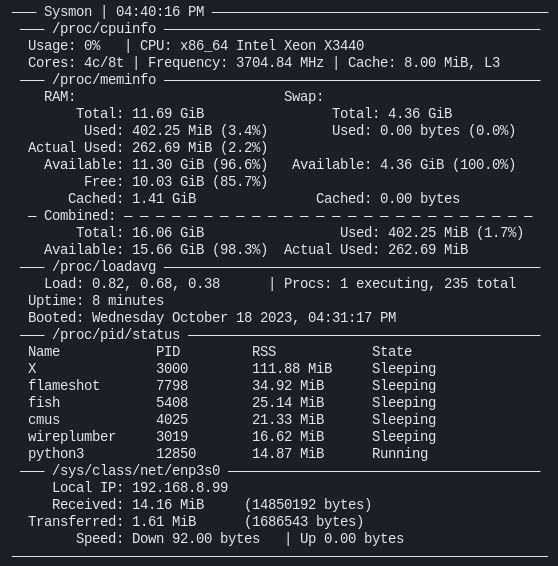 ─── Sysmon | 04:40:16 PM ───
─── /proc/cpuinfo ───
Usage: 0%   | CPU: x86_64 Intel Xeon X3440
Cores: 4c/8t | Frequency: 3704.84 MHz | Cache: 8.00 MiB, L3
─── /proc/meminfo ───
RAM:                          Swap:
Total: 11.69 GiB                Total: 4.36 GiB
Used: 402.25 MiB (3.4%)        Used: 0.00 bytes (0.0%)
Actual Used: 262.69 MiB (2.2%)
Available: 11.30 GiB (96.6%)   Available: 4.36 GiB (100.0%)
Free: 10.03 GiB (85.7%)
Cached: 1.41 GiB               Cached: 0.00 bytes
─ Combined: ─ ─ ─
Total: 16.06 GiB                 Used: 402.25 MiB (1.7%)
Available: 15.66 GiB (98.3%)  Actual Used: 262.69 MiB
─── /proc/loadavg ───
Load: 0.82, 0.68, 0.38      | Procs: 1 executing, 235 total
Uptime: 8 minutes
Booted: Wednesday October 18 2023, 04:31:17 PM
─── /proc/pid/status ───
Name            PID         RSS            State
X               3000        111.88 MiB     Sleeping
flameshot       7798        34.92 MiB      Sleeping
fish            5408        25.14 MiB      Sleeping
cmus            4025        21.33 MiB      Sleeping
wireplumber     3019        16.62 MiB      Sleeping
python3         12850       14.87 MiB      Running
─── /sys/class/net/enp3s0 ───
Local IP: 192.168.8.99
Received: 14.16 MiB     (14850192 bytes)
Transferred: 1.61 MiB      (1686543 bytes)
Speed: Down 92.00 bytes   | Up 0.00 bytes